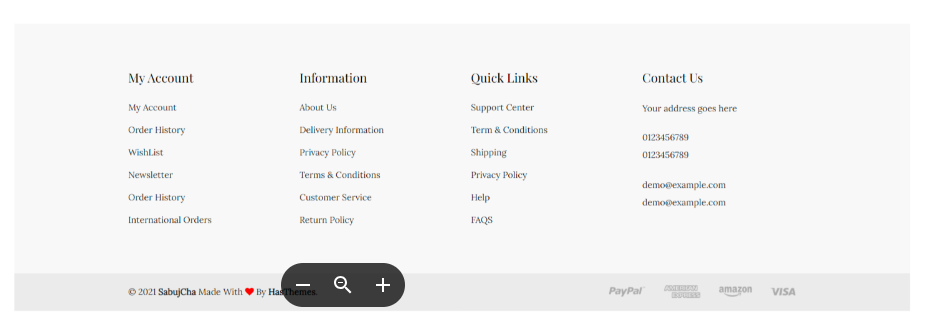 My Account
My Account
Order History
WishList
Newsletter
Order History
International Orders
Information
About Us
Delivery Information
Privacy Policy
Terms & Conditions
Customer Service
Return Policy
Quick Links
Support Center
Term & Conditions
Shipping
Privacy Policy
Help
FAQS
Contact Us
Your address goes here
0123456789
0123456789
demo@example.com
demo@example.com
© 2021 SabujCha Made With ❤ By HasThemes.
PayPal
AMERICAN
EXPRESS
amazon
VISA